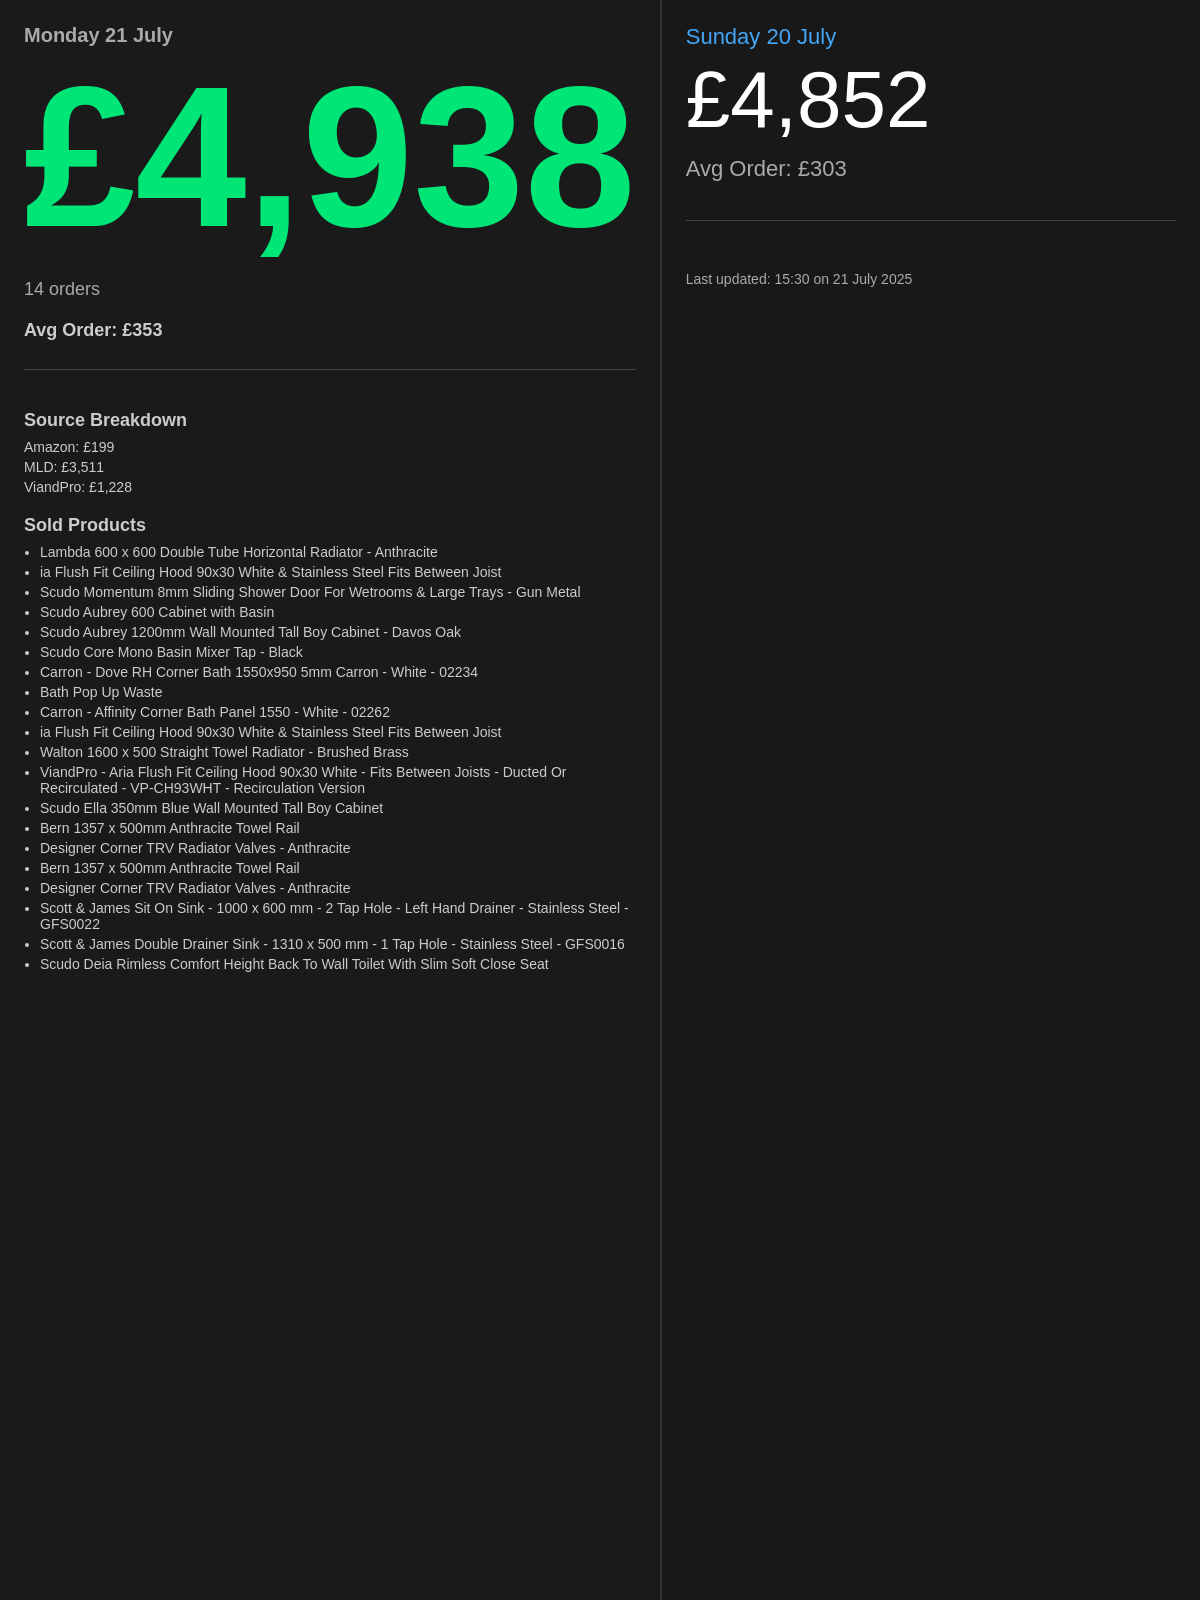 Monday 21 July
£4,938
14 orders
Avg Order: £353
Source Breakdown
Amazon: £199
MLD: £3,511
ViandPro: £1,228
Sold Products
• Lambda 600 x 600 Double Tube Horizontal Radiator - Anthracite
• ia Flush Fit Ceiling Hood 90x30 White & Stainless Steel Fits Between Joist
• Scudo Momentum 8mm Sliding Shower Door For Wetrooms & Large Trays - Gun Metal
• Scudo Aubrey 600 Cabinet with Basin
• Scudo Aubrey 1200mm Wall Mounted Tall Boy Cabinet - Davos Oak
• Scudo Core Mono Basin Mixer Tap - Black
• Carron - Dove RH Corner Bath 1550x950 5mm Carron - White - 02234
• Bath Pop Up Waste
• Carron - Affinity Corner Bath Panel 1550 - White - 02262
• ia Flush Fit Ceiling Hood 90x30 White & Stainless Steel Fits Between Joist
• Walton 1600 x 500 Straight Towel Radiator - Brushed Brass
• ViandPro - Aria Flush Fit Ceiling Hood 90x30 White - Fits Between Joists - Ducted Or
Recirculated - VP-CH93WHT - Recirculation Version
• Scudo Ella 350mm Blue Wall Mounted Tall Boy Cabinet
• Bern 1357 x 500mm Anthracite Towel Rail
• Designer Corner TRV Radiator Valves - Anthracite
• Bern 1357 x 500mm Anthracite Towel Rail
• Designer Corner TRV Radiator Valves - Anthracite
• Scott & James Sit On Sink - 1000 x 600 mm - 2 Tap Hole - Left Hand Drainer - Stainless Steel -
GFS0022
• Scott & James Double Drainer Sink - 1310 x 500 mm - 1 Tap Hole - Stainless Steel - GFS0016
• Scudo Deia Rimless Comfort Height Back To Wall Toilet With Slim Soft Close Seat
Sunday 20 July
£4,852
Avg Order: £303
Last updated: 15:30 on 21 July 2025